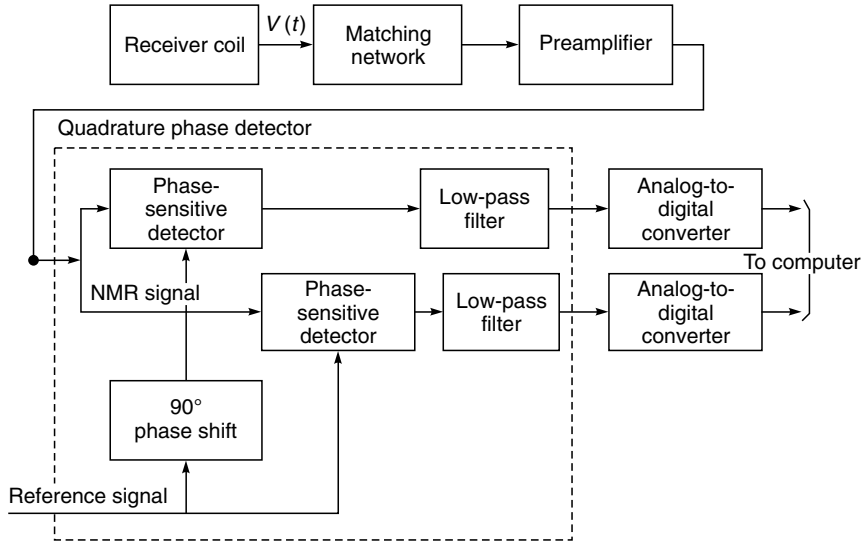 Receiver coil
V (t)
Matching
network
Preamplifier
Quadrature phase detector
Phase-
sensitive
detector
Low-pass
filter
Analog-to-
digital
converter
To computer
NMR signal
Phase-
sensitive
detector
Low-pass
filter
Analog-to-
digital
converter
90°
phase shift
Reference signal